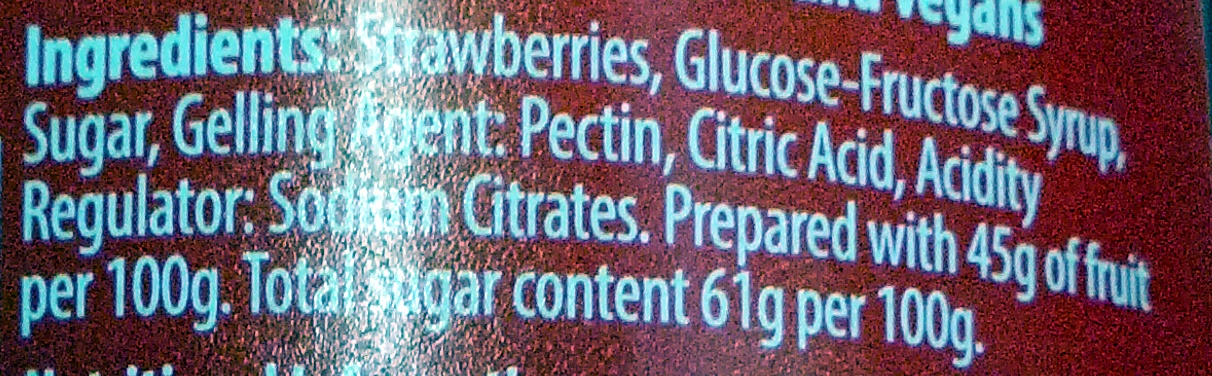 vegans
Ingredients: Strawberries, Glucose-Fructose Syrup,
Sugar, Gelling Agent: Pectin, Citric Acid, Acidity
Regulator: Sodium Citrates. Prepared with 45g of fruit
per 100g. Total sugar content 61g per 100g.